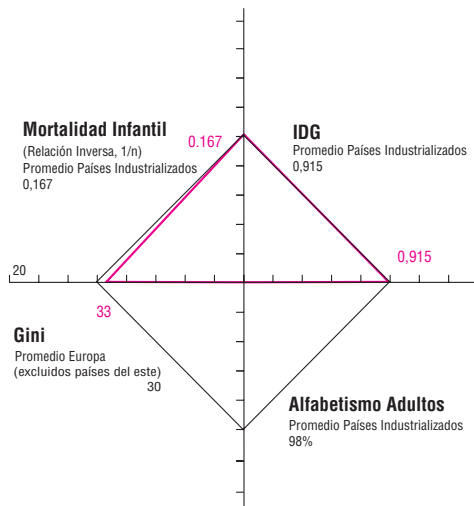 Mortalidad Infantil
(Relación Inversa, 1/n)
Promedio Países Industrializados
0,167
0.167
IDG
Promedio Países Industrializados
0,915
0,915
20
33
Gini
Promedio Europa
(excluidos países del este)
30
Alfabetismo Adultos
Promedio Países Industrializados
98%